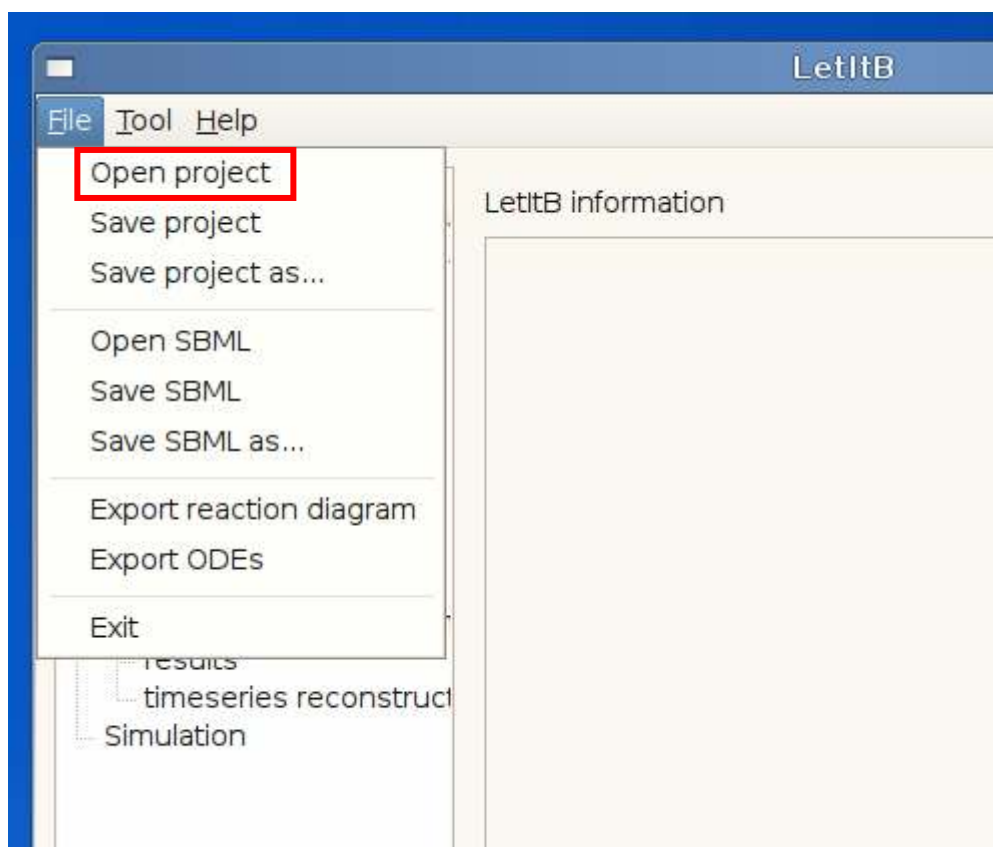 LetItB
File Tool Help
Open project
Save project
Save project as...
Open SBML
Save SBML
Save SBML as...
Export reaction diagram
Export ODEs
Exit
LetItB information
results
timeseries reconstruct
Simulation